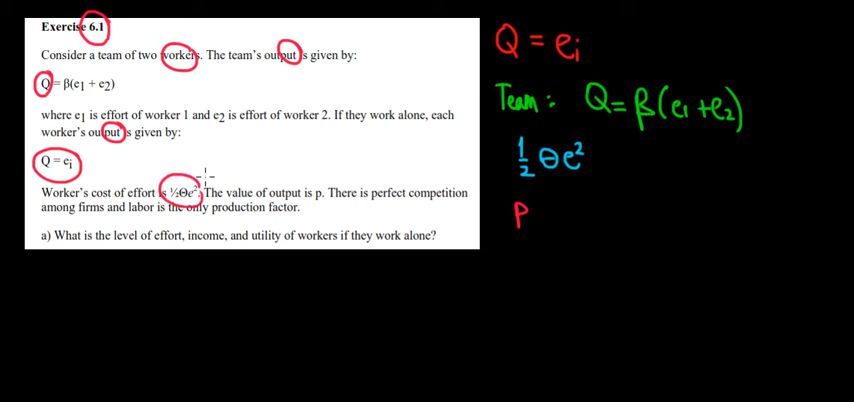 Exercise 6.1
Consider a team of two workers. The team's output is given by:
Q = β(e1 + e2)
where e1 is effort of worker 1 and e2 is effort of worker 2. If they work alone, each
worker's output is given by:
Q = ei
Worker's cost of effort is ½Θe². The value of output is p. There is perfect competition
among firms and labor is the only production factor.
a) What is the level of effort, income, and utility of workers if they work alone?
Q = ei
Team: Q = β(e1 + e2)
½ Θe²
P